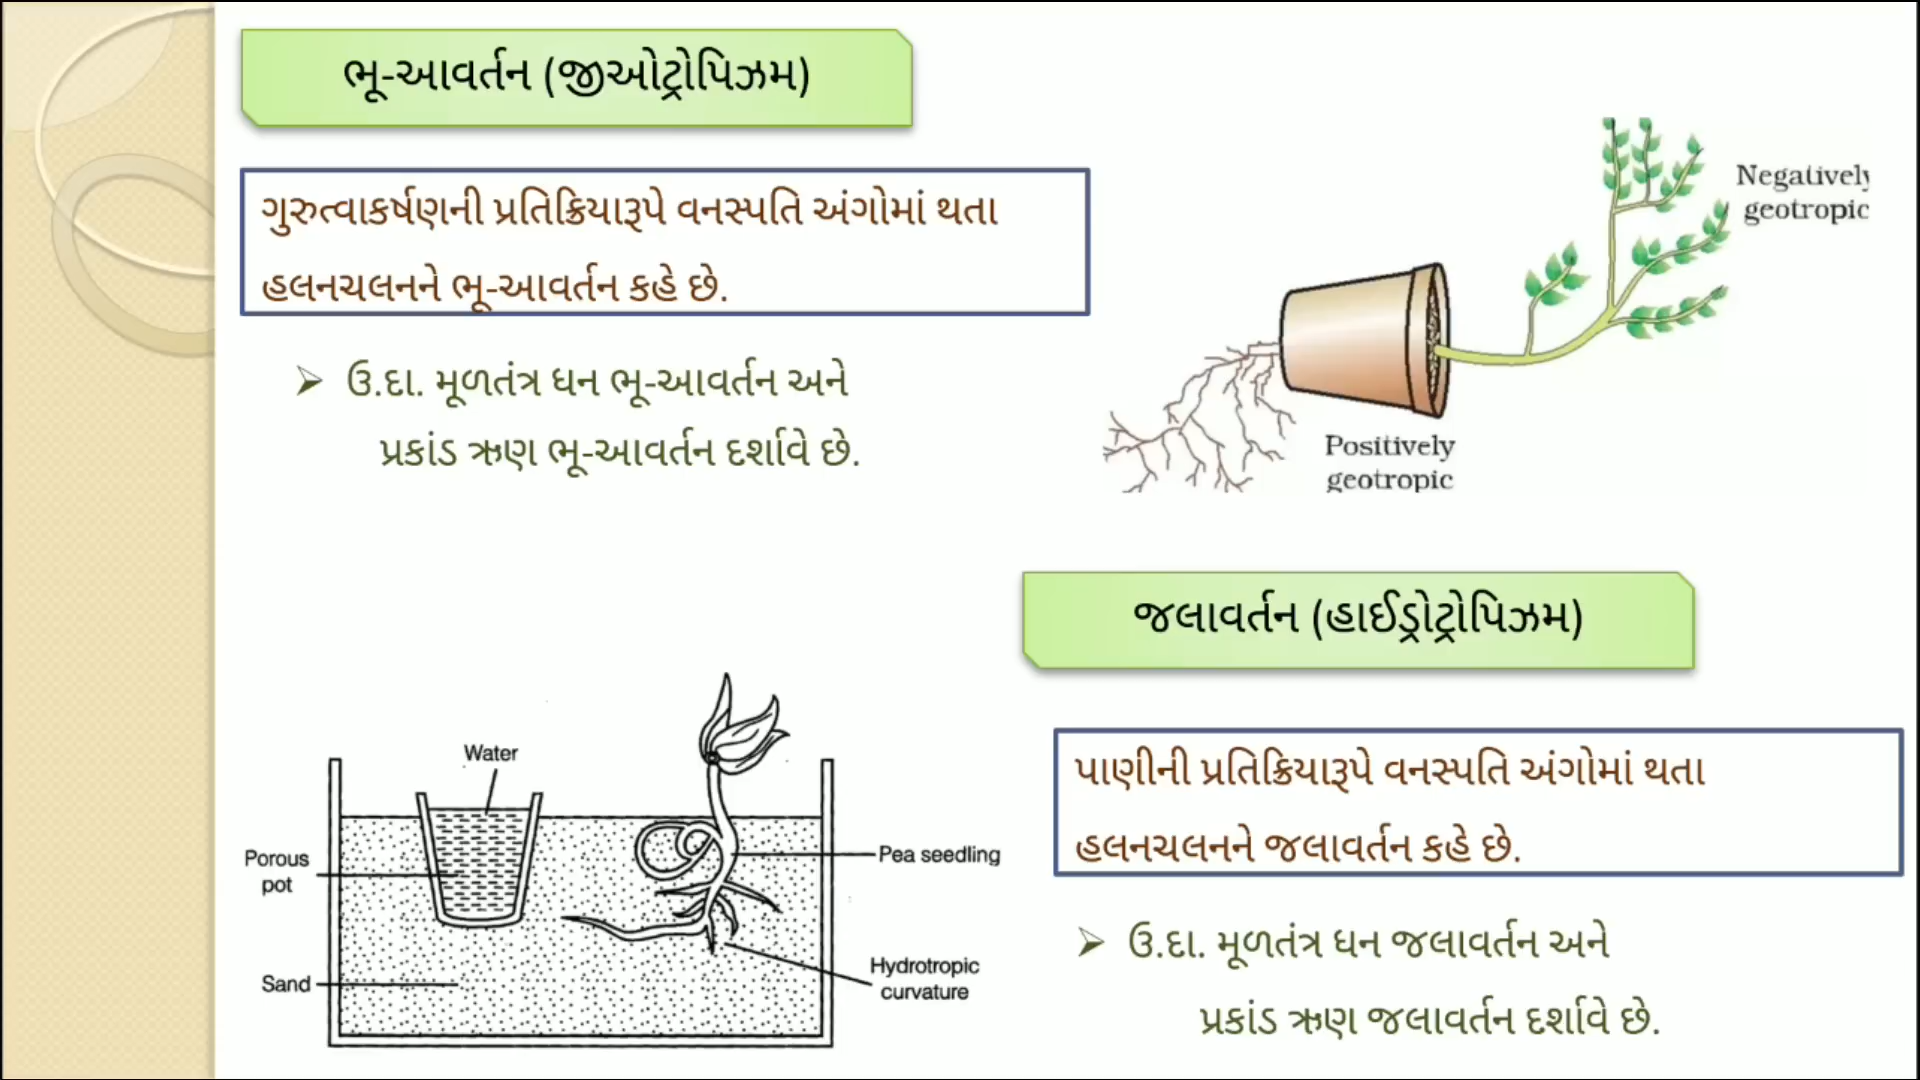 ભૂ-આવર્તન (જીઓટ્રોપિઝમ)
ગુરુત્વાકર્ષણની પ્રતિક્રિયારૂપે વનસ્પતિ અંગોમાં થતા
હલનચલનને ભૂ-આવર્તન કહે છે.
ઉ.દા. મૂળતંત્ર ધન ભૂ-આવર્તન અને
પ્રકાંડ ઋણ ભૂ-આવર્તન દર્શાવે છે.
Negatively
geotropic
Positively
geotropic
જલાવર્તન (હાઈડ્રોટ્રોપિઝમ)
પાણીની પ્રતિક્રિયારૂપે વનસ્પતિ અંગોમાં થતા
હલનચલનને જલાવર્તન કહે છે.
ઉ.દા. મૂળતંત્ર ધન જલાવર્તન અને
પ્રકાંડ ઋણ જલાવર્તન દર્શાવે છે.
Water
Porous
pot
Sand
Pea seedling
Hydrotropic
curvature